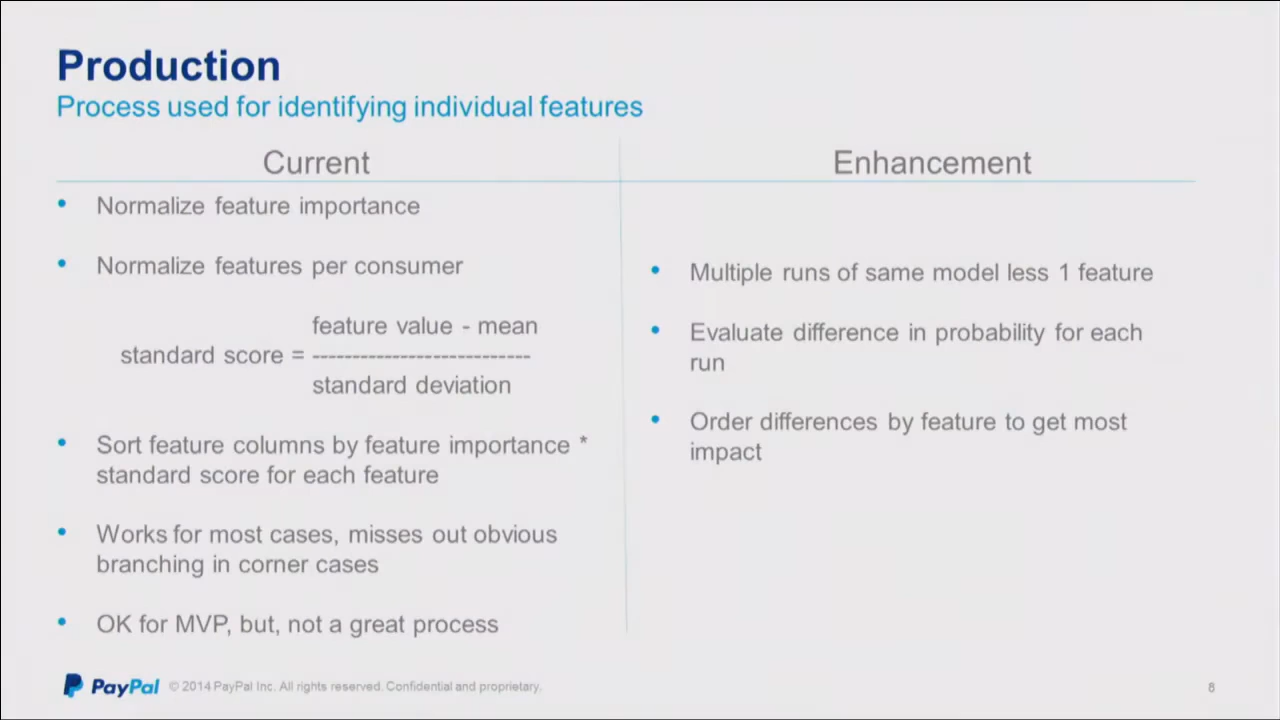 Production
Process used for identifying individual features
Current
• Normalize feature importance
• Normalize features per consumer
feature value - mean
standard score = ---------------------------
standard deviation
• Sort feature columns by feature importance *
standard score for each feature
• Works for most cases, misses out obvious
branching in corner cases
• OK for MVP, but, not a great process
Enhancement
• Multiple runs of same model less 1 feature
• Evaluate difference in probability for each
run
• Order differences by feature to get most
impact
PayPal © 2014 PayPal Inc. All rights reserved. Confidential and proprietary.
8